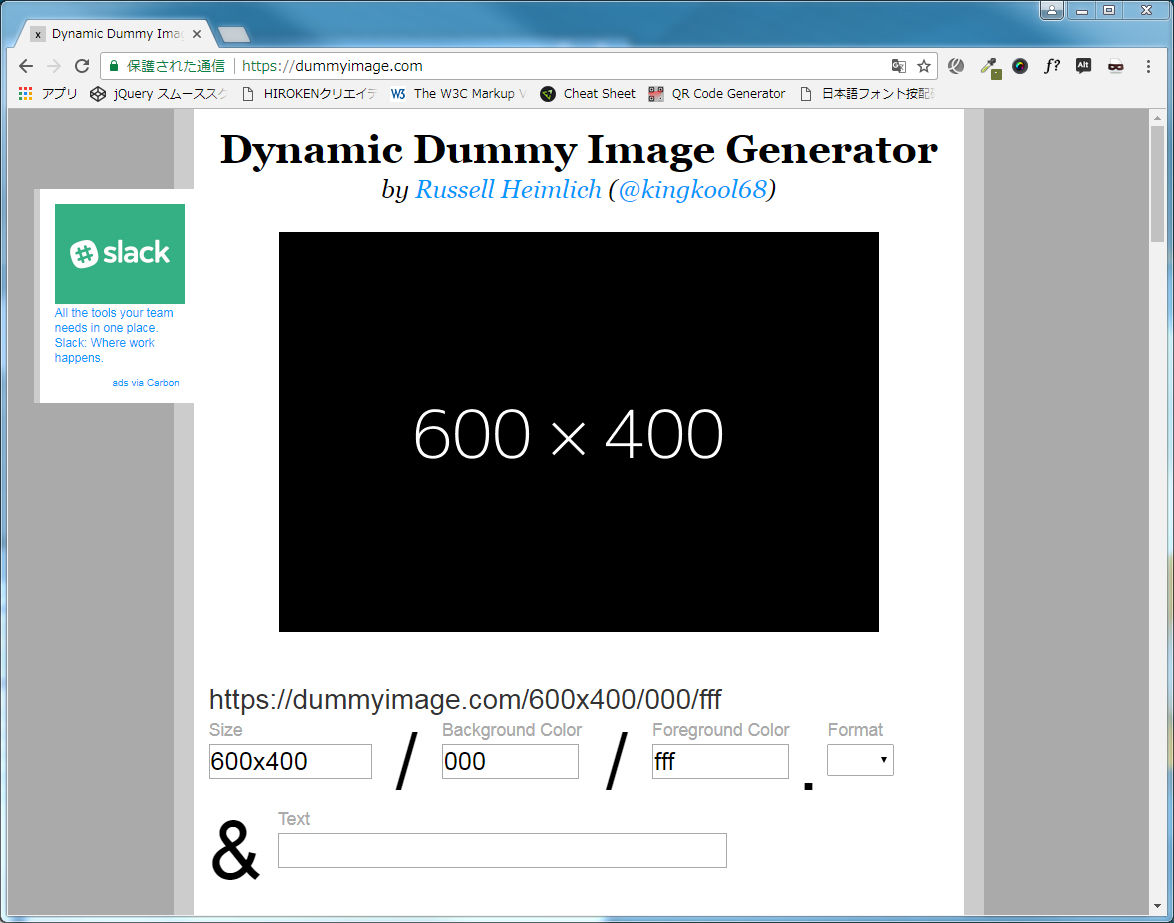 x Dynamic Dummy Ima
保護された通信 https://dummyimage.com
f? Alt
アプリ jQuery スムーススク HIROKENクリエイテ W3 The W3C Markup V Cheat Sheet QR Code Generator 日本語フォント按配
Dynamic Dummy Image Generator
by Russell Heimlich (@kingkool68)
slack
All the tools your team
needs in one place.
Slack: Where work
happens.
ads via Carbon
600 × 400
https://dummyimage.com/600x400/000/fff
Size Background Color Foreground Color Format
600x400 / 000 / fff .
Text
&